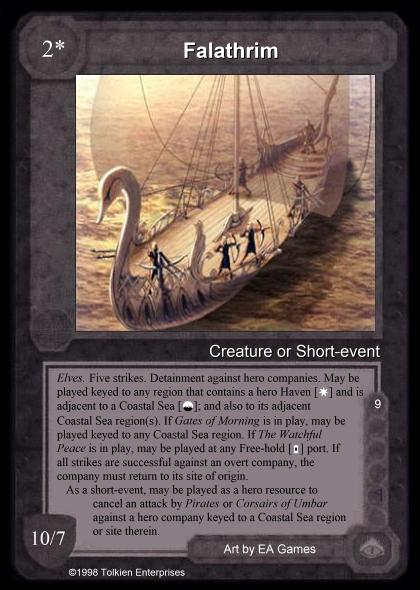 2*
Falathrim
Creature or Short-event
Elves. Five strikes. Detainment against hero companies. May be
played keyed to any region that contains a hero Haven [] and is
adjacent to a Coastal Sea []; and also to its adjacent
Coastal Sea region(s). If Gates of Morning is in play, may be
played keyed to any Coastal Sea region. If The Watchful
Peace is in play, may be played at any Free-hold [] port. If
all strikes are successful against an overt company, the
company must return to its site of origin.
9
As a short-event, may be played as a hero resource to
cancel an attack by Pirates or Corsairs of Umbar
against a hero company keyed to a Coastal Sea region
or site therein.
10/7
Art by EA Games
©1998 Tolkien Enterprises